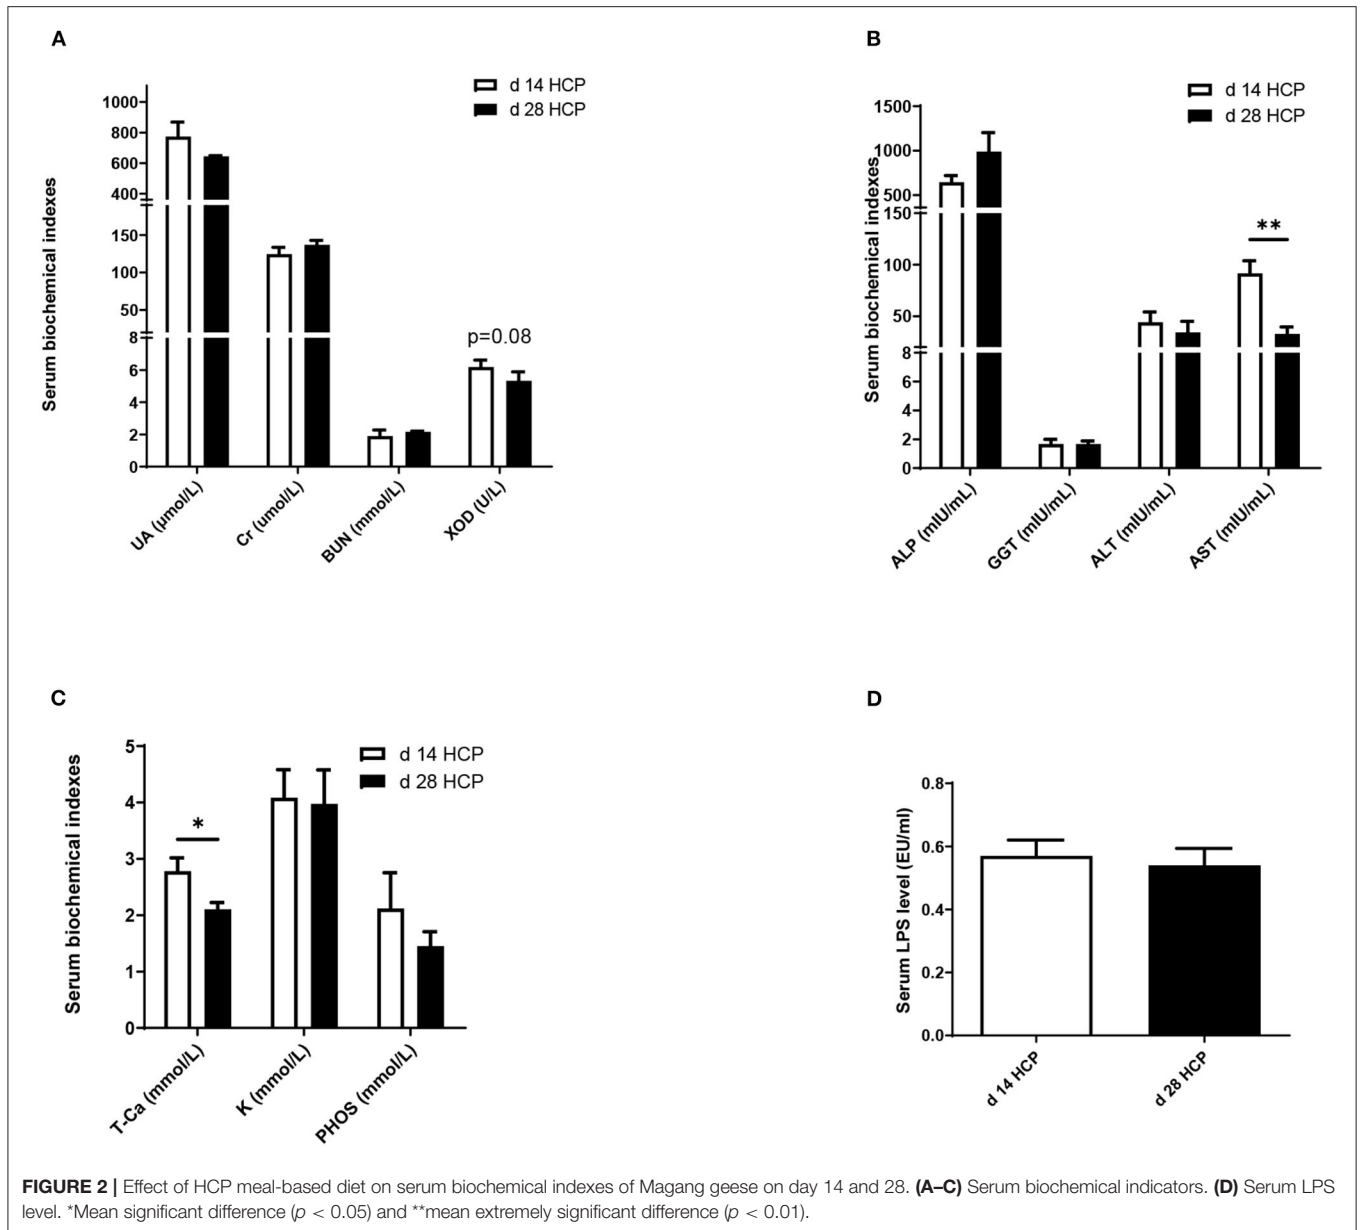 A
d 14 HCP
d 28 HCP
Serum biochemical indexes
1000
800
600
400
150
100
50
8
6
4
2
0
p=0.08
UA (μmol/L)
Cr (umol/L)
BUN (mmol/L)
XOD (U/L)
B
d 14 HCP
d 28 HCP
Serum biochemical indexes
1500
1000
500
150
100
50
8
6
4
2
0
**
ALP (mIU/mL)
GGT (mIU/mL)
ALT (mIU/mL)
AST (mIU/mL)
C
d 14 HCP
d 28 HCP
Serum biochemical indexes
5
4
3
2
1
0
*
T-Ca (mmol/L)
K (mmol/L)
PHOS (mmol/L)
D
Serum LPS level (EU/ml)
0.8
0.6
0.4
0.2
0.0
d 14 HCP
d 28 HCP
FIGURE 2 | Effect of HCP meal-based diet on serum biochemical indexes of Magang geese on day 14 and 28. (A–C) Serum biochemical indicators. (D) Serum LPS
level. *Mean significant difference (p < 0.05) and **mean extremely significant difference (p < 0.01).